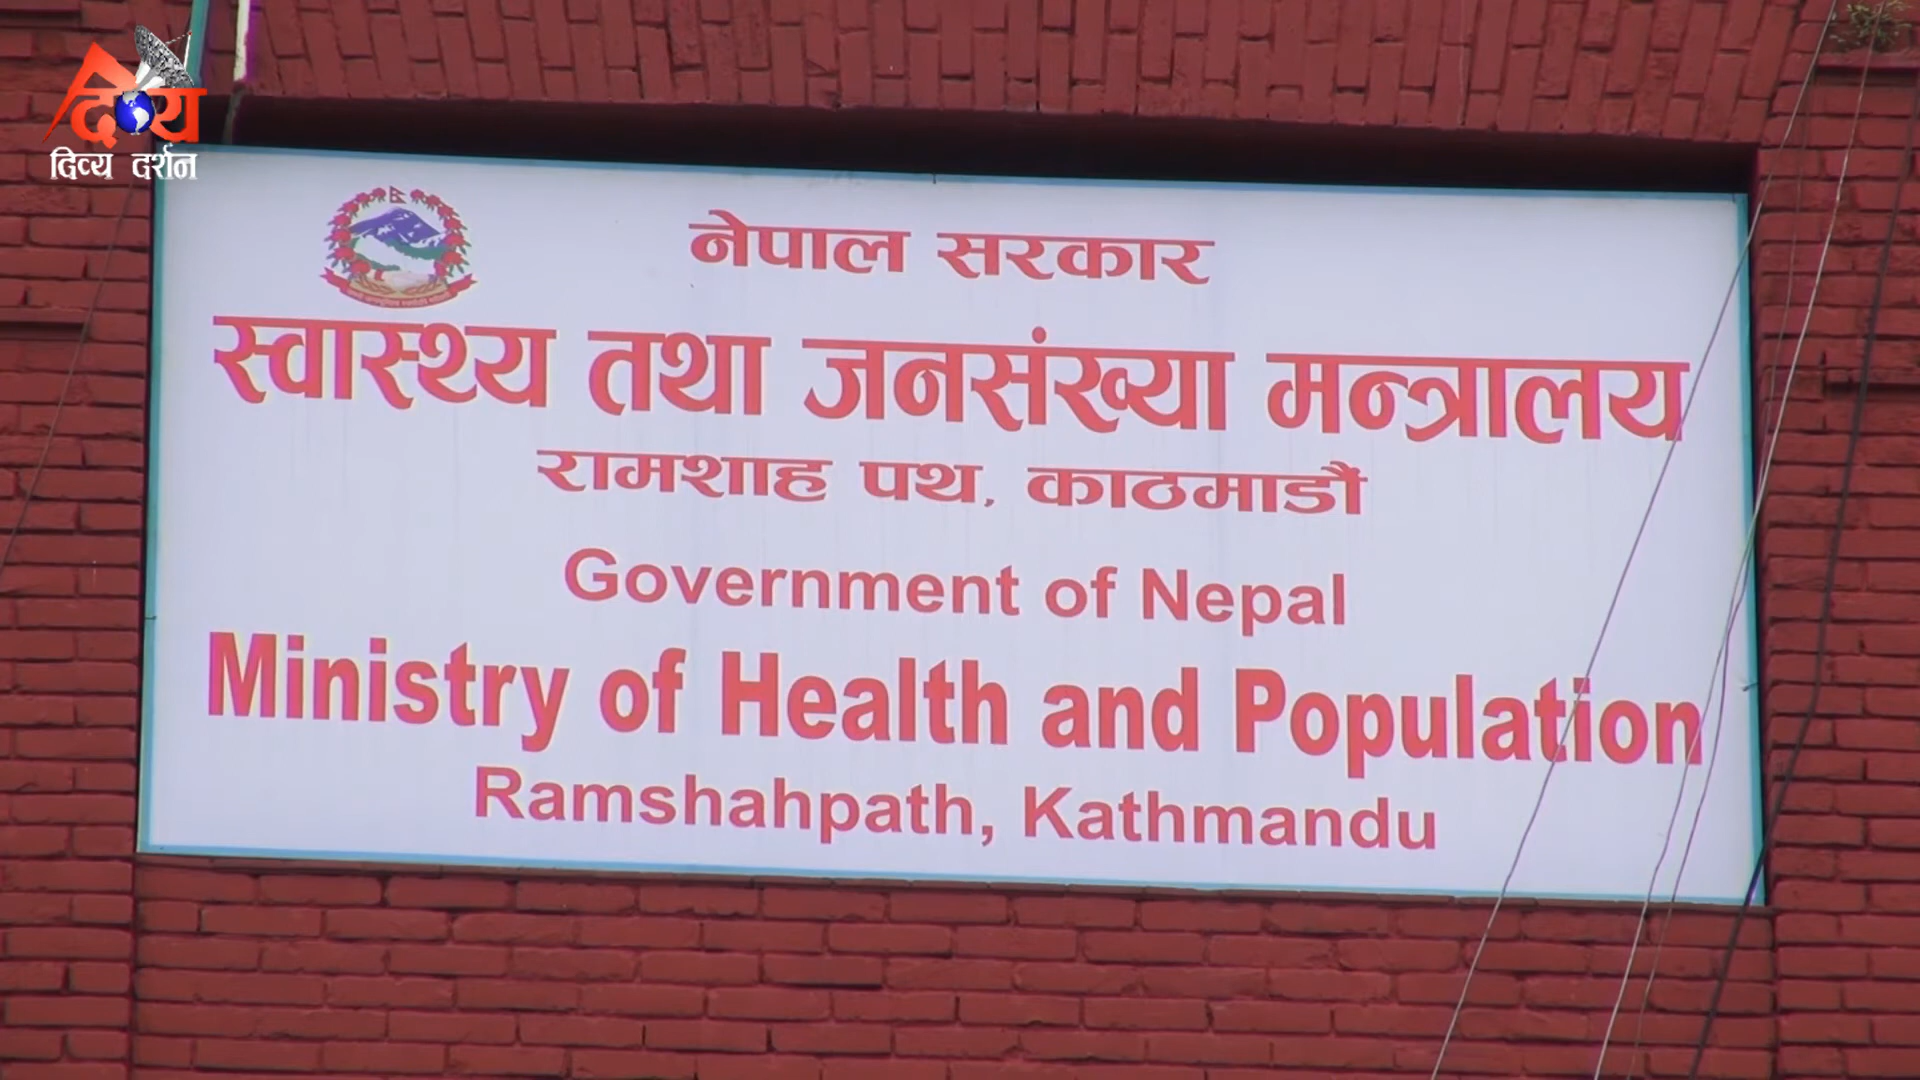 दिव्य
दिव्य दर्शन
नेपाल सरकार
स्वास्थ्य तथा जनसंख्या मन्त्रालय
रामशाह पथ, काठमाडौं
Government of Nepal
Ministry of Health and Population
Ramshahpath, Kathmandu